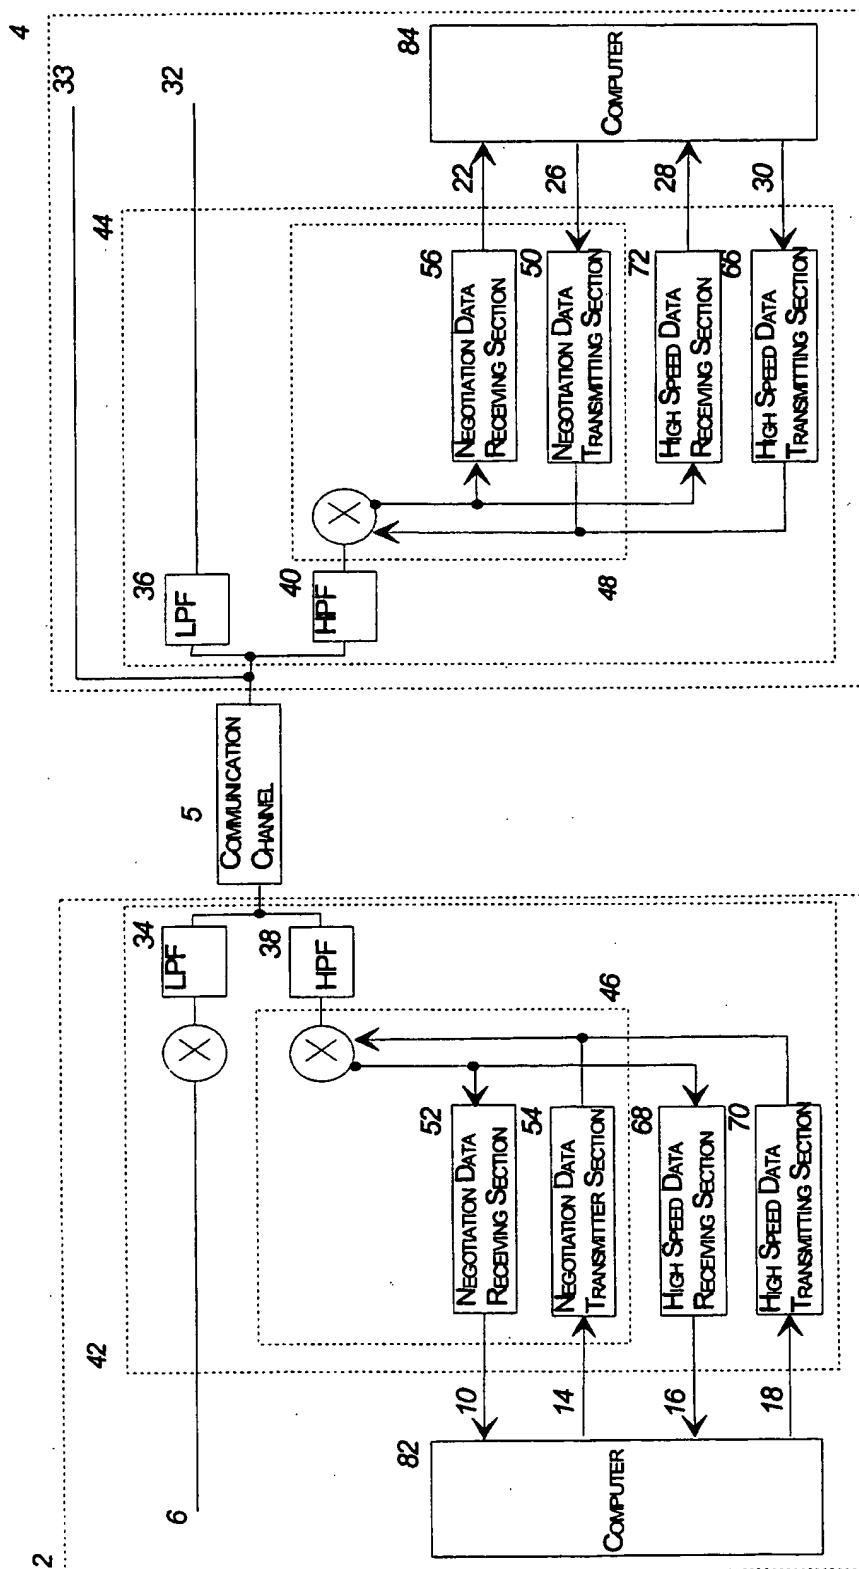 2
42
6
34
LPF
38
HPF
46
52
NEGOTIATION DATA
RECEIVING SECTION
54
NEGOTIATION DATA
TRANSMITTER SECTION
68
HIGH SPEED DATA
RECEIVING SECTION
70
HIGH SPEED DATA
TRANSMITTING SECTION
10
14
16
18
82
COMPUTER
5
COMMUNICATION
CHANNEL
4
33
32
44
36
LPF
40
HPF
48
56
NEGOTIATION DATA
RECEIVING SECTION
50
NEGOTIATION DATA
TRANSMITTING SECTION
72
HIGH SPEED DATA
RECEIVING SECTION
66
HIGH SPEED DATA
TRANSMITTING SECTION
22
26
28
30
84
COMPUTER